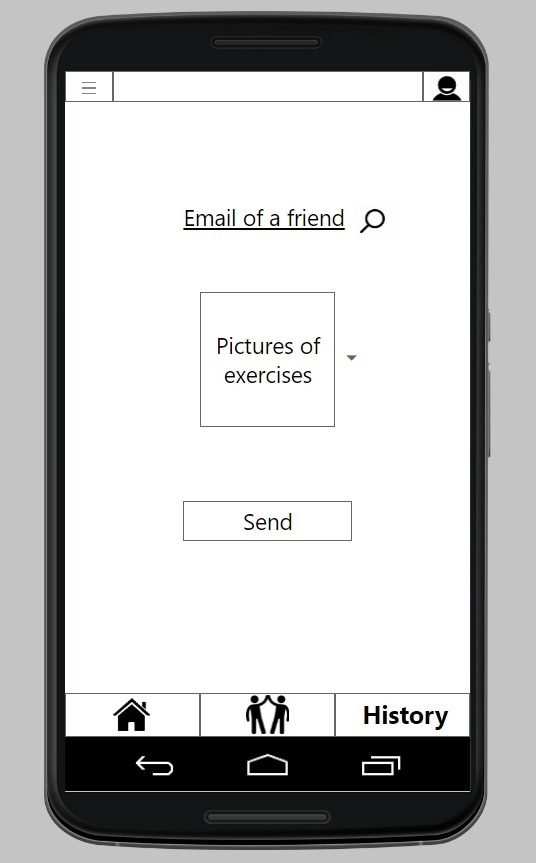 Email of a friend
Pictures of
exercises
Send
History